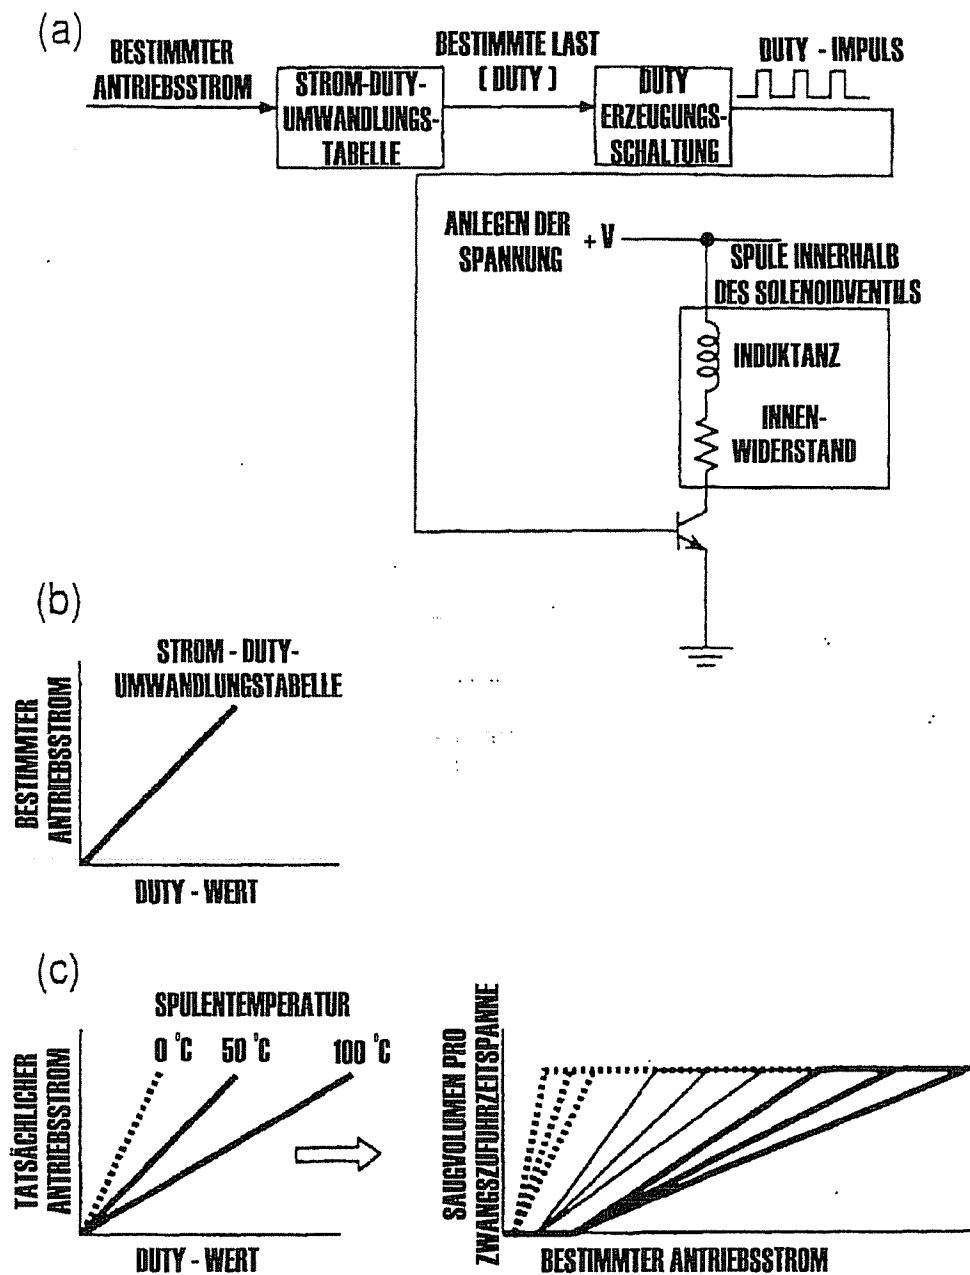 (a)
BESTIMMTER
ANTRIEBSSTROM
STROM-DUTY-
UMWANDLUNGS-
TABELLE
BESTIMMTE LAST
( DUTY )
DUTY
ERZEUGUNGS-
SCHALTUNG
DUTY - IMPULS
ANLEGEN DER
SPANNUNG
+ V
SPULE INNERHALB
DES SOLENOIDVENTILS
INDUKTANZ
INNEN-
WIDERSTAND
(b)
STROM - DUTY-
UMWANDLUNGSTABELLE
BESTIMMTER
ANTRIEBSSTROM
DUTY - WERT
(c)
SPULENTEMPERATUR
0 °C 50 °C 100 °C
TATSÄCHLICHER
ANTRIEBSSTROM
DUTY - WERT
SAUGVOLUMEN PRO
ZWANGSZUFUHRZEITSPANNE
BESTIMMTER ANTRIEBSSTROM